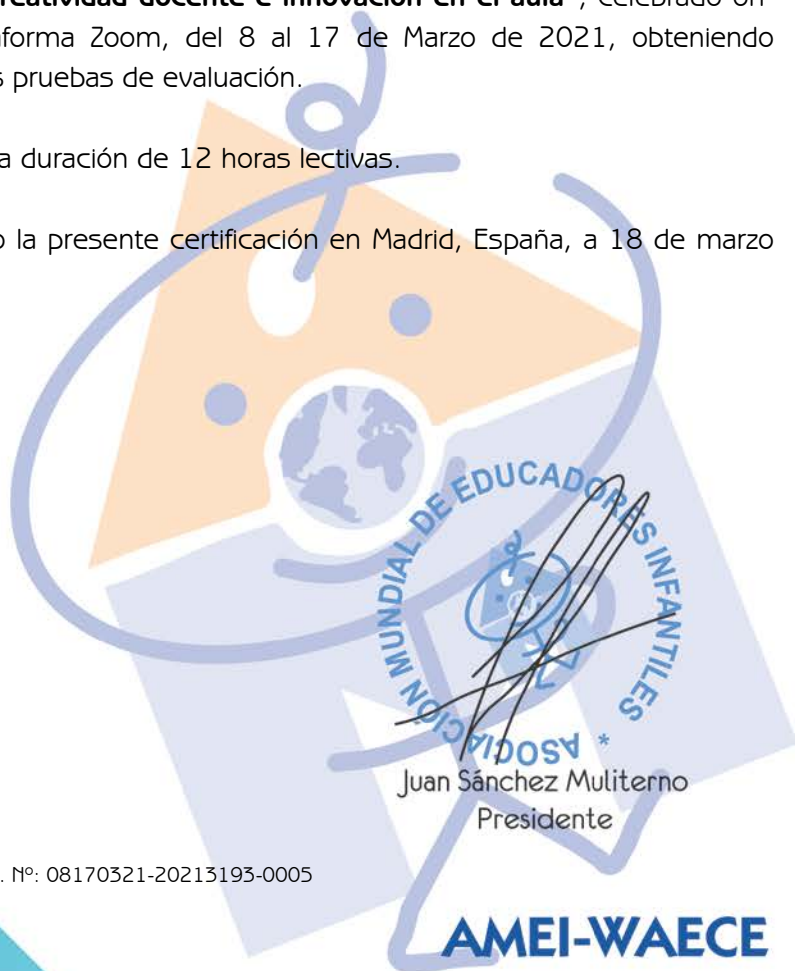 creatividad docente e innovación en el aula", celebrado on-
forma Zoom, del 8 al 17 de Marzo de 2021, obteniendo
s pruebas de evaluación.
a duración de 12 horas lectivas.
o la presente certificación en Madrid, España, a 18 de marzo
ASOCIACIÓN MUNDIAL DE EDUCADORES INFANTILES *
Juan Sánchez Muliterno
Presidente
. Nº: 08170321-20213193-0005
AMEI-WAECE